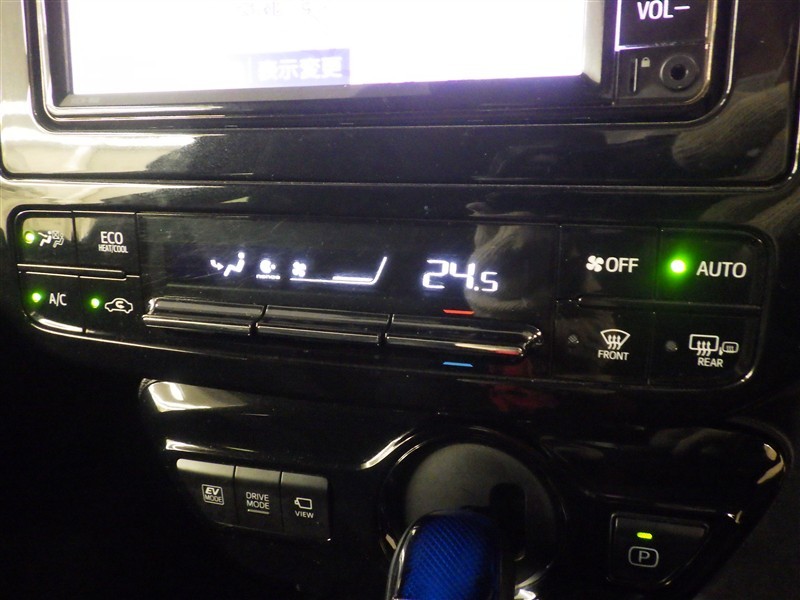 VOL−
表示変更
ECO
HEAT/COOL
24.5
OFF
AUTO
A/C
FRONT
REAR
EV
MODE
DRIVE
MODE
VIEW
P